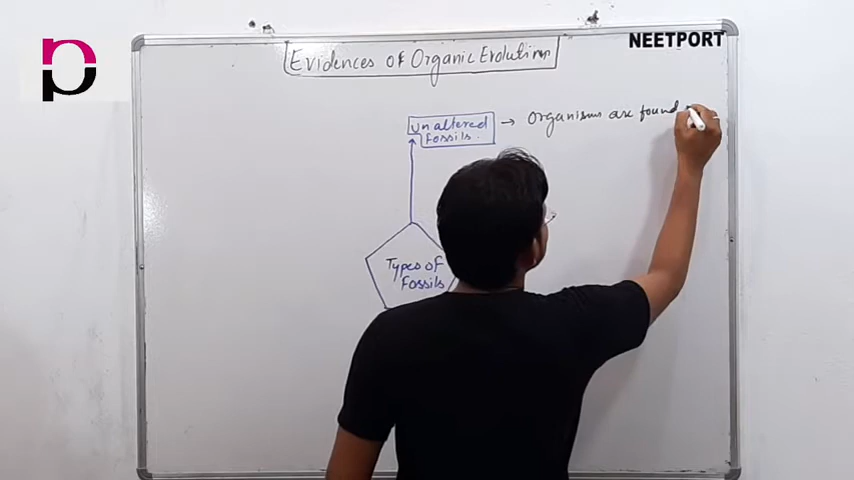 NEETPORT
Evidences of Organic Evolution
unaltered → Organisms are found
Fossils.
Types of
Fossils